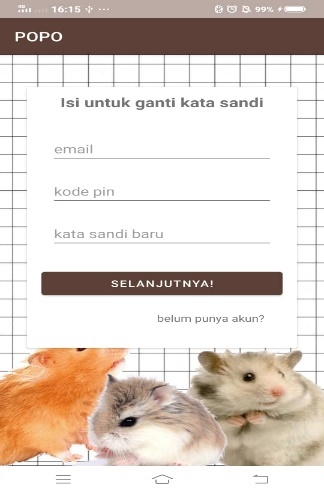 16:15
99%
POPO
Isi untuk ganti kata sandi
email
kode pin
kata sandi baru
SELANJUTNYA!
belum punya akun?